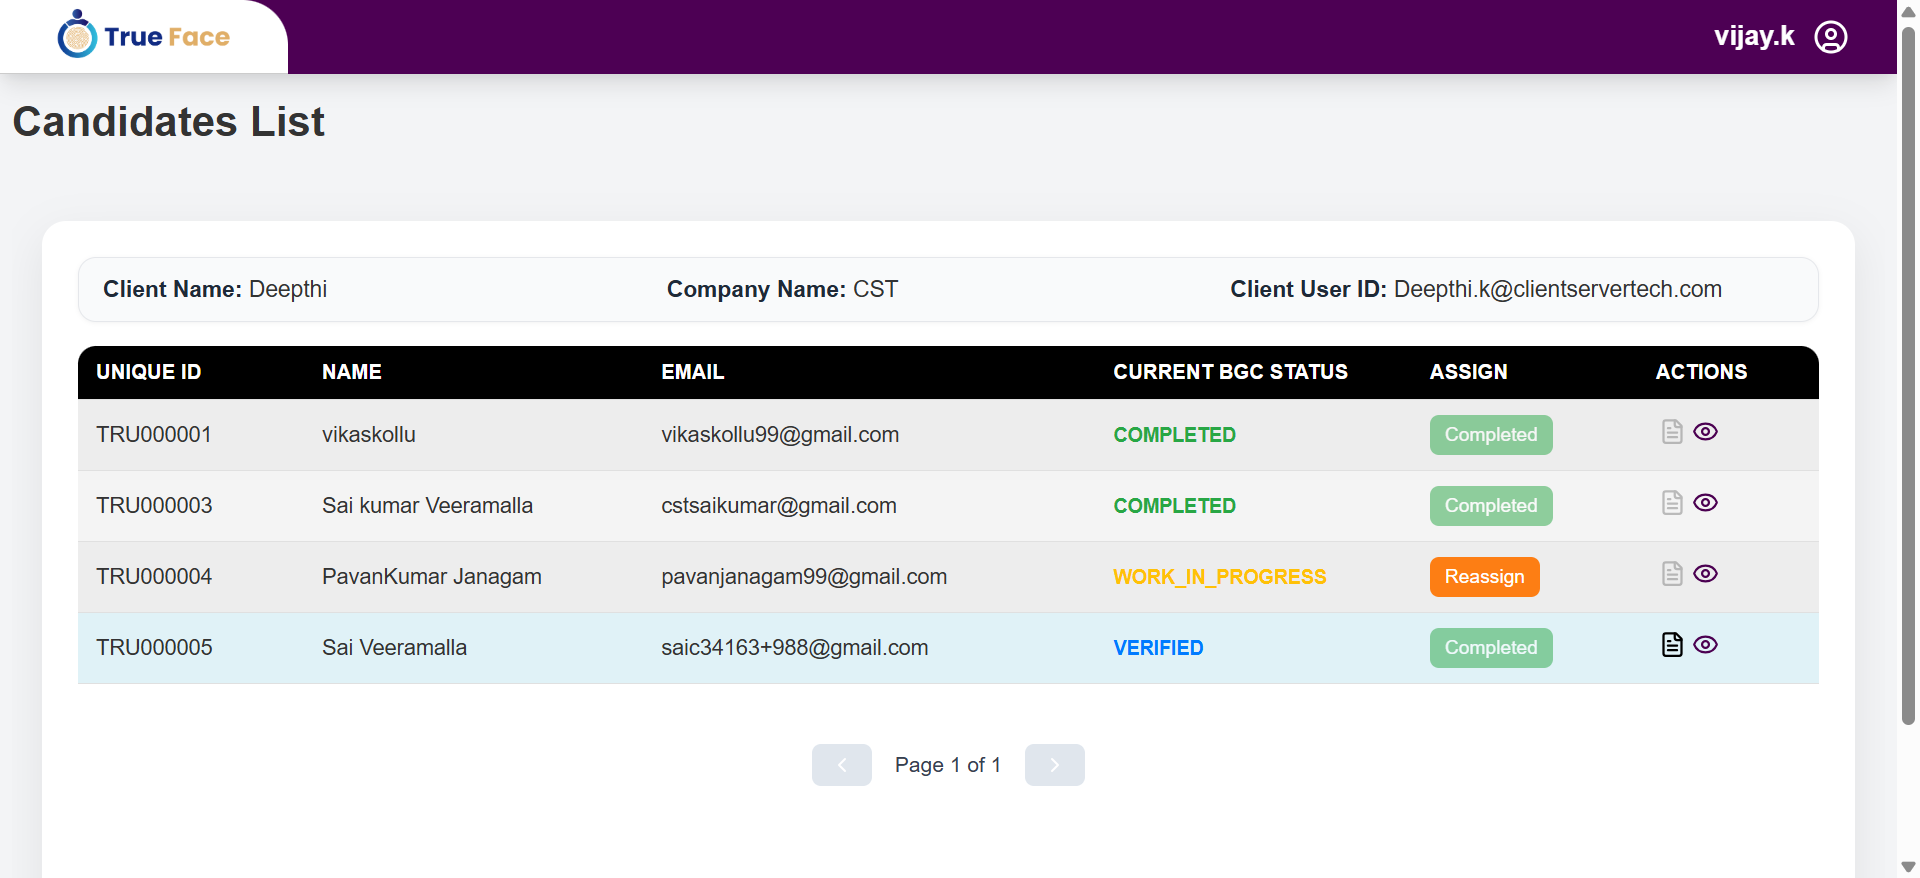 True Face
vijay.k
Candidates List
Client Name: Deepthi Company Name: CST Client User ID: Deepthi.k@clientservertech.com
UNIQUE ID NAME EMAIL CURRENT BGC STATUS ASSIGN ACTIONS
TRU000001 vikaskollu vikaskollu99@gmail.com COMPLETED Completed
TRU000003 Sai kumar Veeramalla cstsaikumar@gmail.com COMPLETED Completed
TRU000004 PavanKumar Janagam pavanjanagam99@gmail.com WORK_IN_PROGRESS Reassign
TRU000005 Sai Veeramalla saic34163+988@gmail.com VERIFIED Completed
Page 1 of 1